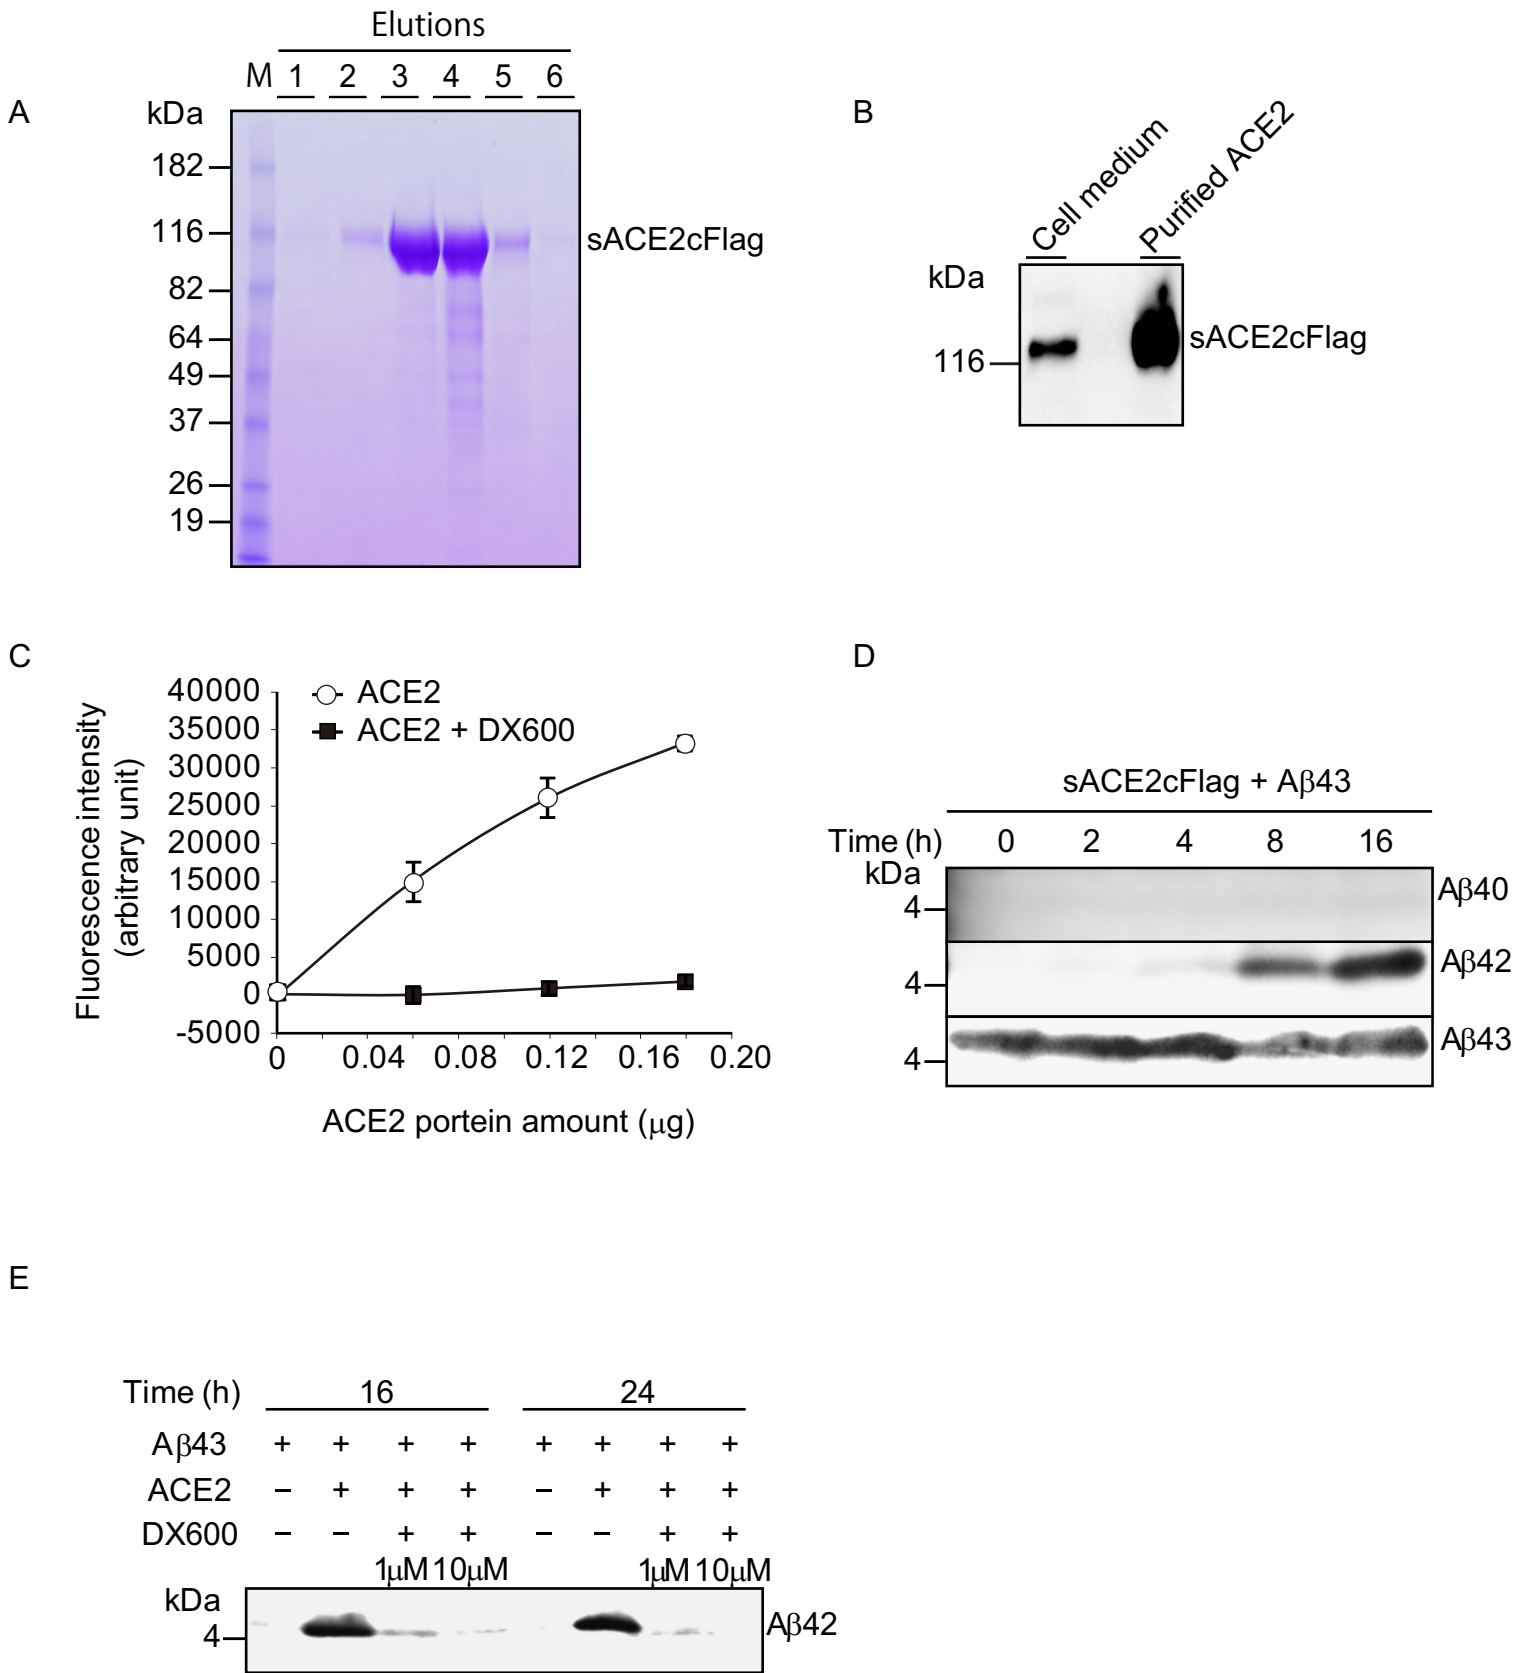 A
Elutions
M 1 2 3 4 5 6
kDa
182
116
82
64
49
37
26
19
sACE2cFlag
B
Cell medium
Purified ACE2
kDa
116
sACE2cFlag
C
Fluorescence intensity
(arbitrary unit)
40000
35000
30000
25000
20000
15000
10000
5000
0
-5000
ACE2
ACE2 + DX600
0 0.04 0.08 0.12 0.16 0.20
ACE2 portein amount (μg)
D
sACE2cFlag + Aβ43
Time (h) 0 2 4 8 16
kDa
4
Aβ40
4
Aβ42
4
Aβ43
E
Time (h) 16 24
Aβ43 + + + + + + + +
ACE2 – + + + – + + +
DX600 – – + + – – + +
1μM 10μM 1μM 10μM
kDa
4
Aβ42